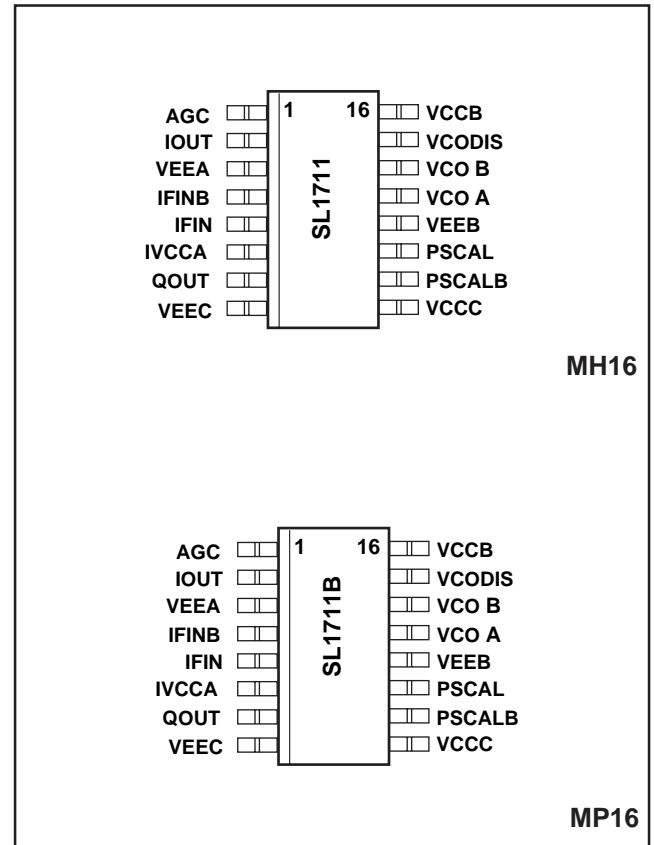 AGC 1 16 VCCB
IOUT VCODIS
VEEA VCO B
IFINB VCO A
IFIN VEEB
IVCCA PSCAL
QOUT PSCALB
VEEC VCCC
SL1711
MH16
AGC 1 16 VCCB
IOUT VCODIS
VEEA VCO B
IFINB VCO A
IFIN VEEB
IVCCA PSCAL
QOUT PSCALB
VEEC VCCC
SL1711B
MP16